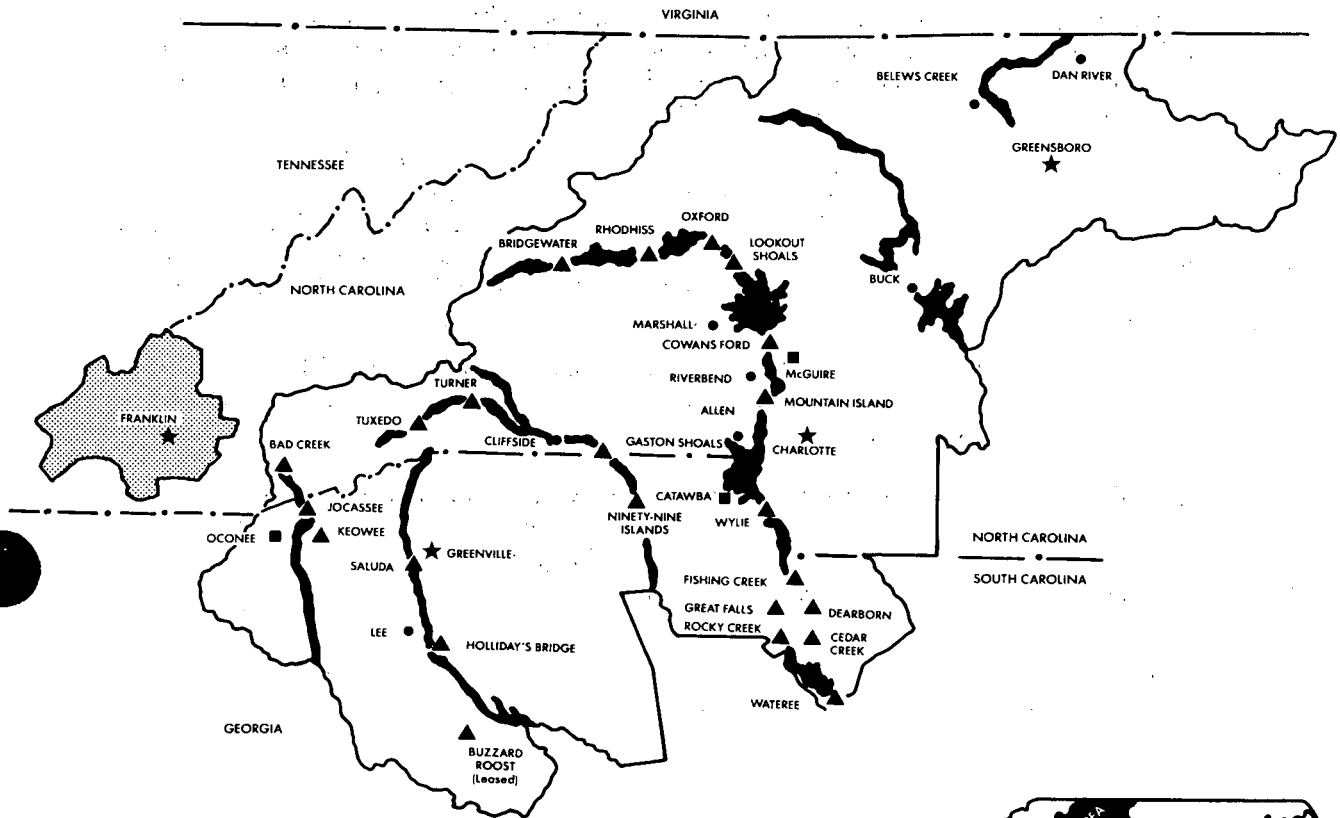 VIRGINIA
BELEWS CREEK
DAN RIVER
GREENSBORO
TENNESSEE
OXFORD
RHODHISS
BRIDGEWATER
LOOKOUT
SHOALS
NORTH CAROLINA
BUCK
MARSHALL
COWANS FORD
McGUIRE
RIVERBEND
TURNER
MOUNTAIN ISLAND
ALLEN
FRANKLIN
TUXEDO
CLIFFSIDE
GASTON SHOALS
CHARLOTTE
BAD CREEK
CATAWBA
JOCASSEE
NINETY-NINE
ISLANDS
WYLIE
OCONEE
KEOWEE
NORTH CAROLINA
GREENVILLE
SALUDA
FISHING CREEK
SOUTH CAROLINA
GREAT FALLS
DEARBORN
LEE
ROCKY CREEK
CEDAR
CREEK
HOLLIDAY'S BRIDGE
WATEREE
GEORGIA
BUZZARD
ROOST
(Leased)